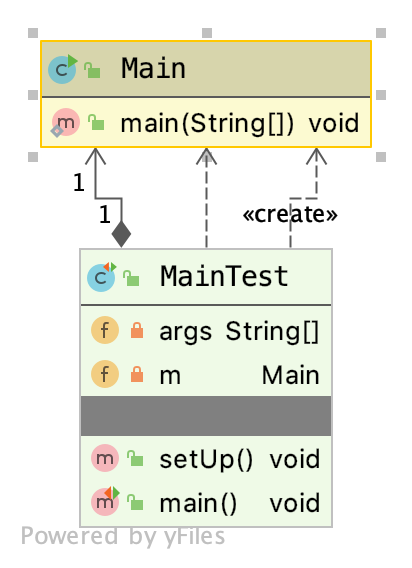 Main
main(String[]) void
1
1
«create»
MainTest
args String[]
m Main
setUp() void
main() void
Powered by yFiles